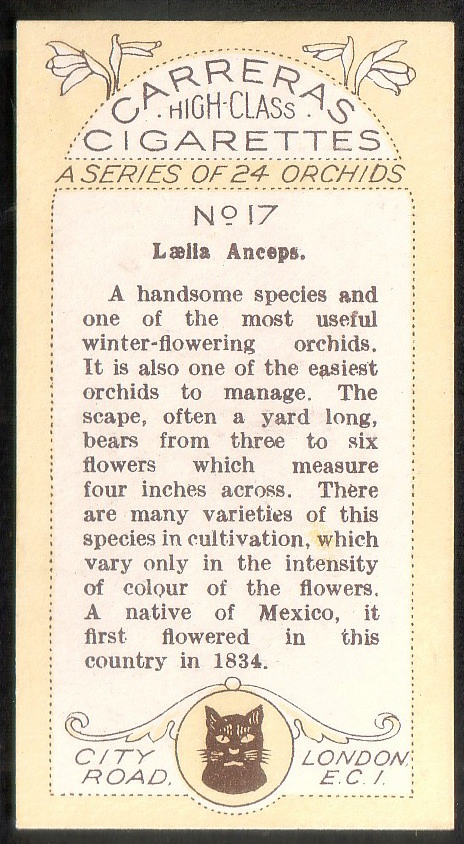 CARRERAS
· HIGH-CLASS ·
CIGARETTES
A SERIES OF 24 ORCHIDS
Nº 17
Lælia Anceps.
A handsome species and
one of the most useful
winter-flowering orchids.
It is also one of the easiest
orchids to manage. The
scape, often a yard long,
bears from three to six
flowers which measure
four inches across. There
are many varieties of this
species in cultivation, which
vary only in the intensity
of colour of the flowers.
A native of Mexico, it
first flowered in this
country in 1834.
CITY
ROAD,
LONDON,
E.C.1.